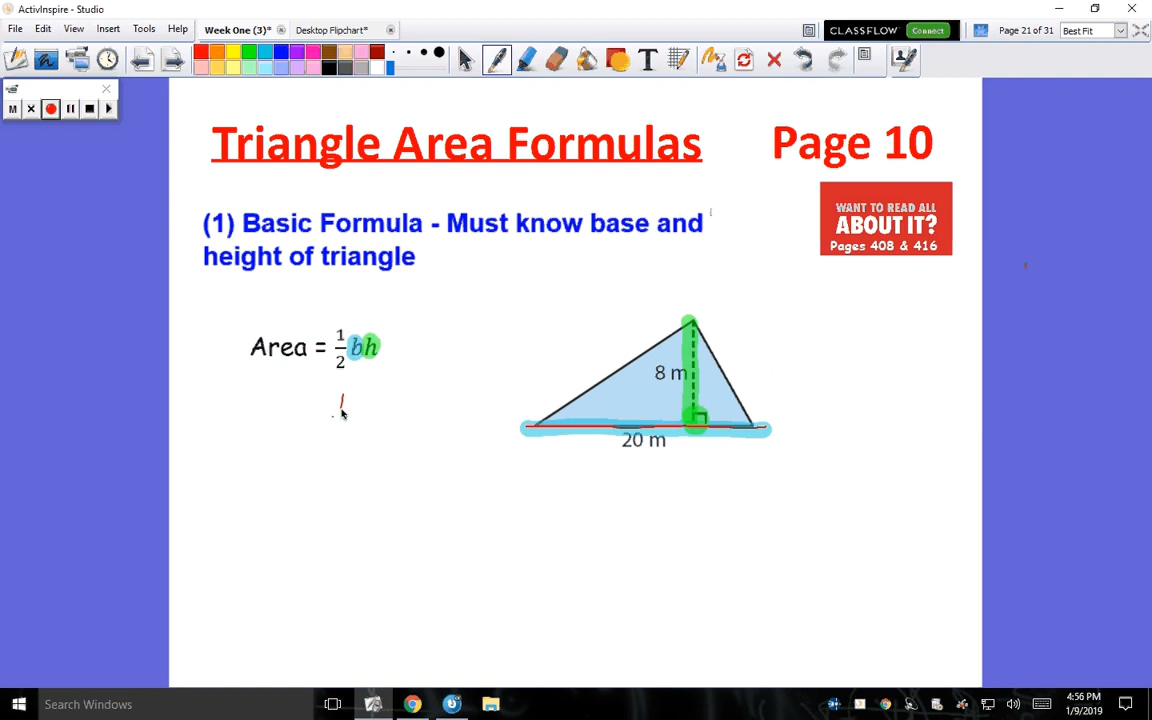 ActivInspire - Studio
File Edit View Insert Tools Help
Week One (3)* Desktop Flipchart*
CLASSFLOW Connect
Page 21 of 31 Best Fit
M
Triangle Area Formulas Page 10
(1) Basic Formula - Must know base and
height of triangle
WANT TO READ ALL
ABOUT IT?
Pages 408 & 416
Area = 1/2 bh
8 m
20 m
1
Search Windows
4:56 PM
1/9/2019